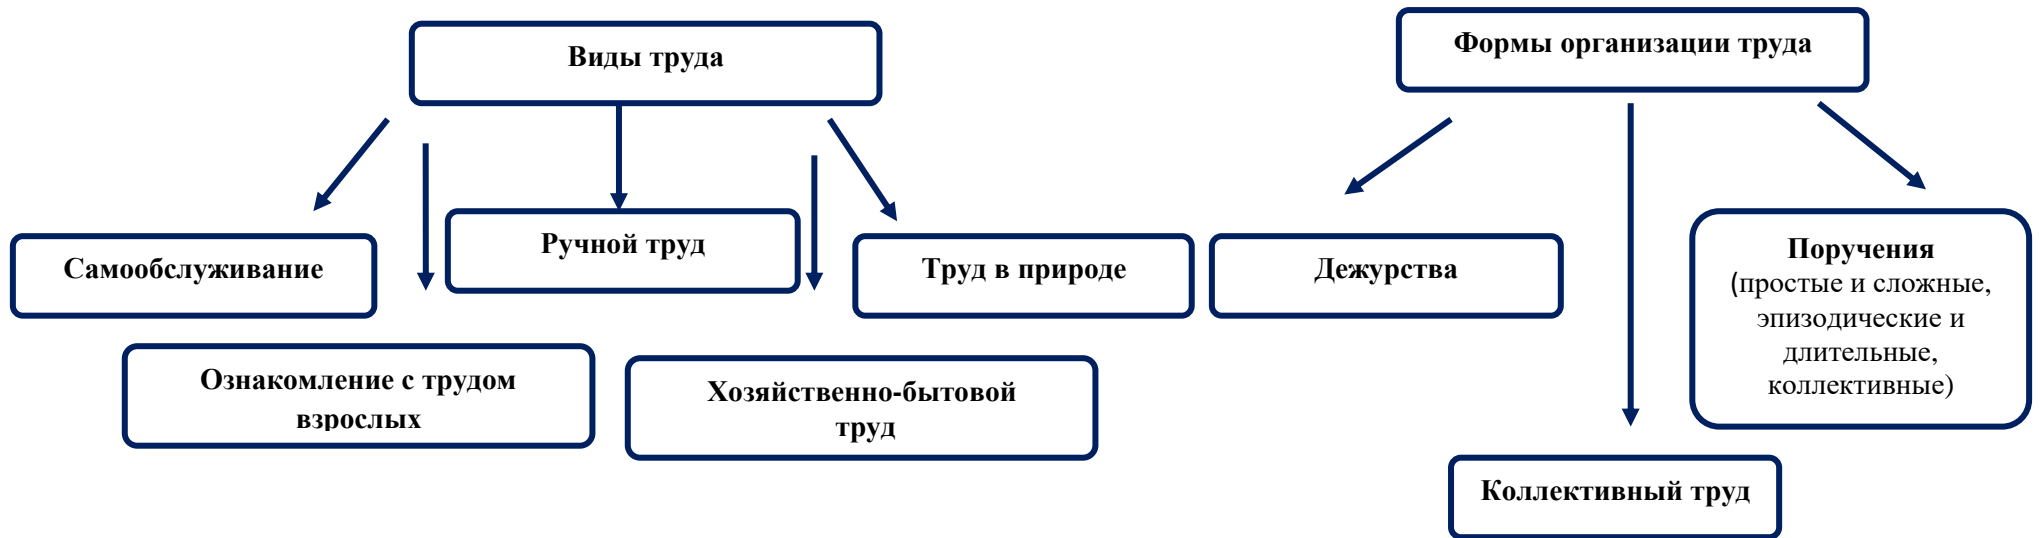 Виды труда
Формы организации труда
Самообслуживание
Ручной труд
Труд в природе
Дежурства
Поручения
(простые и сложные,
эпизодические и
длительные,
коллективные)
Ознакомление с трудом
взрослых
Хозяйственно-бытовой
труд
Коллективный труд